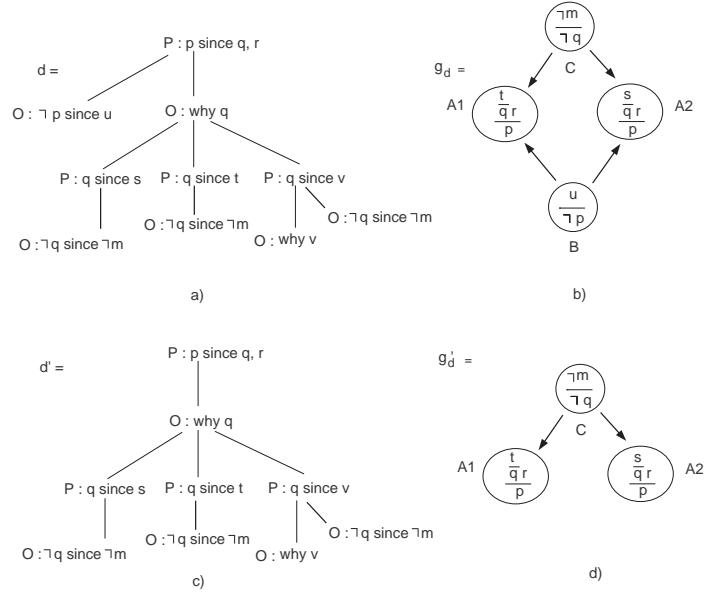 d =
P : p since q, r
O : ¬ p since u
O : why q
P : q since s
P : q since t
P : q since v
O :¬q since ¬m
O :¬q since ¬m
O : why v
O :¬q since ¬m
a)
g_d =
¬m
¬ q
C
A1
t
q r
p
s
q r
p
A2
u
¬ p
B
b)
d' =
P : p since q, r
O : why q
P : q since s
P : q since t
P : q since v
O :¬q since ¬m
O :¬q since ¬m
O : why v
O :¬q since ¬m
c)
g'_d =
¬m
¬ q
C
A1
t
q r
p
s
q r
p
A2
d)